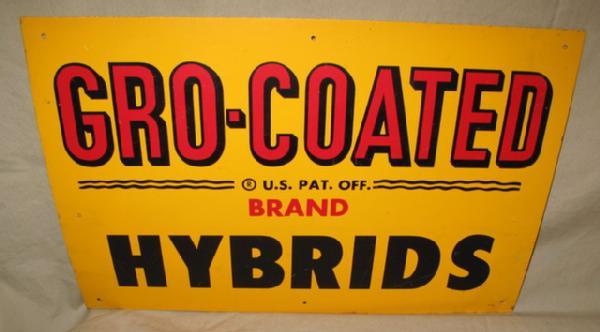 GRO-COATED
® U.S. PAT. OFF.
BRAND
HYBRIDS